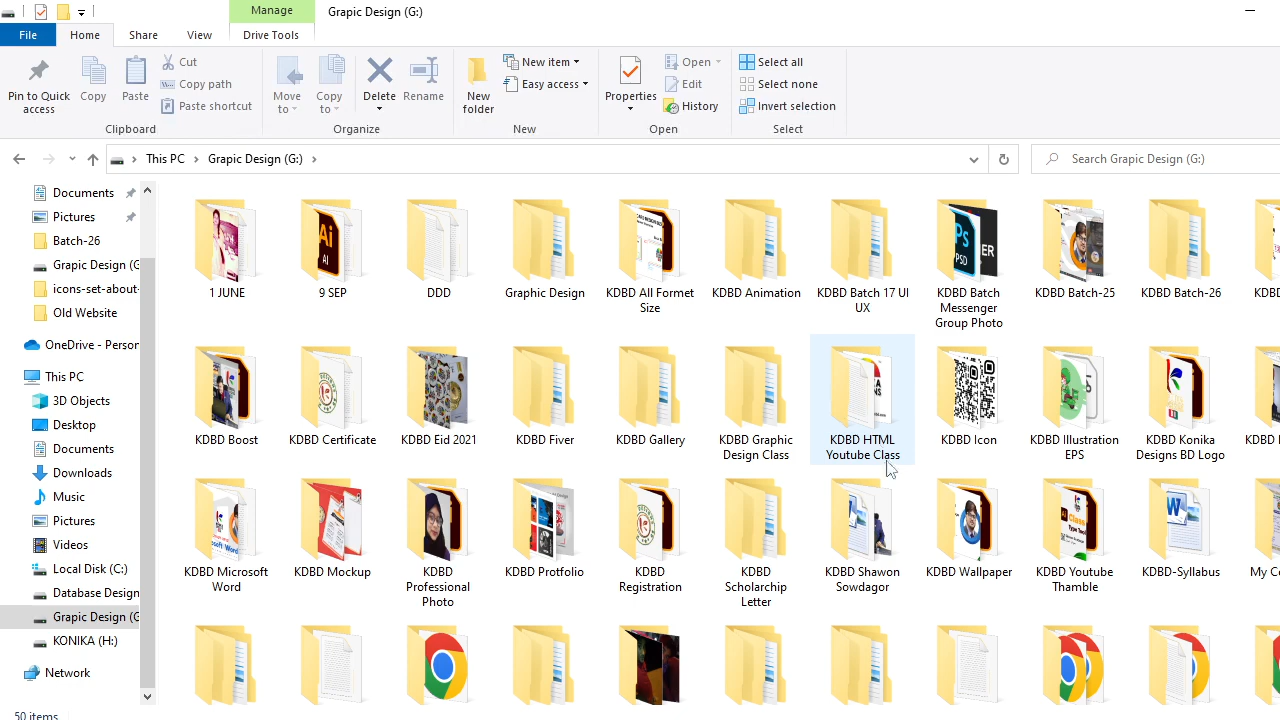 Manage
Grapic Design (G:)
File
Home
Share
View
Drive Tools
Pin to Quick
access
Copy
Paste
Cut
Copy path
Paste shortcut
Clipboard
Move
to
Copy
to
Delete
Rename
Organize
New
folder
New item
Easy access
New
Properties
Open
Edit
History
Open
Select all
Select none
Invert selection
Select
This PC
Grapic Design (G:)
Search Grapic Design (G:)
Documents
Pictures
Batch-26
Grapic Design (G
icons-set-about-
Old Website
OneDrive - Person
This PC
3D Objects
Desktop
Documents
Downloads
Music
Pictures
Videos
Local Disk (C:)
Database Design
Grapic Design (G
KONIKA (H:)
Network
1 JUNE
Ai
AI
9 SEP
DDD
Graphic Design
KDBD All Formet
Size
KDBD Animation
KDBD Batch 17 UI
UX
Ps
PSD
KDBD Batch
Messenger
Group Photo
KDBD Batch-25
KDBD Batch-26
KDBD Boost
KDBD Certificate
KDBD Eid 2021
KDBD Fiver
KDBD Gallery
KDBD Graphic
Design Class
KDBD HTML
Youtube Class
KDBD Icon
KDBD Illustration
EPS
KDBD Konika
Designs BD Logo
KDBD Microsoft
Word
KDBD Mockup
KDBD
Professional
Photo
KDBD Protfolio
KDBD
Registration
KDBD
Scholarchip
Letter
KDBD Shawon
Sowdagor
KDBD Wallpaper
KDBD Youtube
Thamble
KDBD-Syllabus
50 items